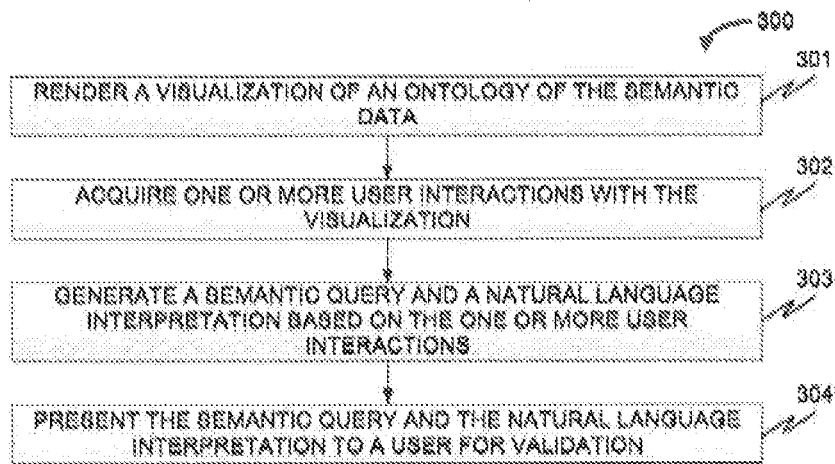 300
301
RENDER A VISUALIZATION OF AN ONTOLOGY OF THE SEMANTIC
DATA
302
ACQUIRE ONE OR MORE USER INTERACTIONS WITH THE
VISUALIZATION
303
GENERATE A SEMANTIC QUERY AND A NATURAL LANGUAGE
INTERPRETATION BASED ON THE ONE OR MORE USER
INTERACTIONS
304
PRESENT THE SEMANTIC QUERY AND THE NATURAL LANGUAGE
INTERPRETATION TO A USER FOR VALIDATION